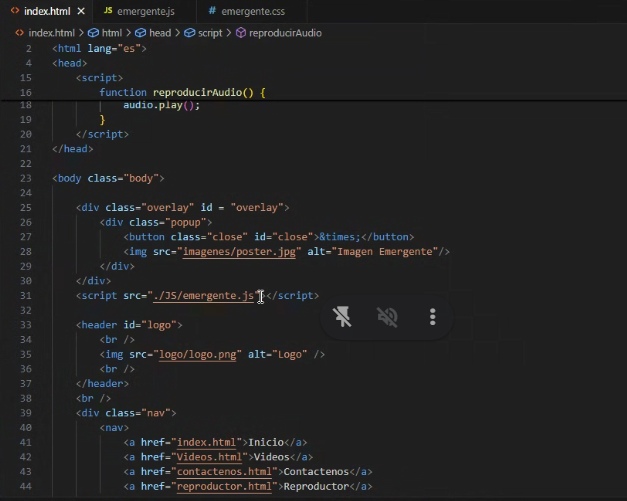 index.html × JS emergente.js # emergente.css
index.html > html > head > script > reproducirAudio
2 <html lang="es">
4 <head>
15 <script>
16 function reproducirAudio() {
18 audio.play();
19 }
20 </script>
21 </head>
22
23 <body class="body">
24
25 <div class="overlay" id = "overlay">
26 <div class="popup">
27 <button class="close" id="close">&times;</button>
28 <img src="imagenes/poster.jpg" alt="Imagen Emergente"/>
29 </div>
30 </div>
31 <script src="./JS/emergente.js"></script>
32
33 <header id="logo">
34 <br />
35 <img src="logo/logo.png" alt="Logo" />
36 <br />
37 </header>
38 <br />
39 <div class="nav">
40 <nav>
41 <a href="index.html">Inicio</a>
42 <a href="Videos.html">Videos</a>
43 <a href="contactenos.html">Contactenos</a>
44 <a href="reproductor.html">Reproductor</a>